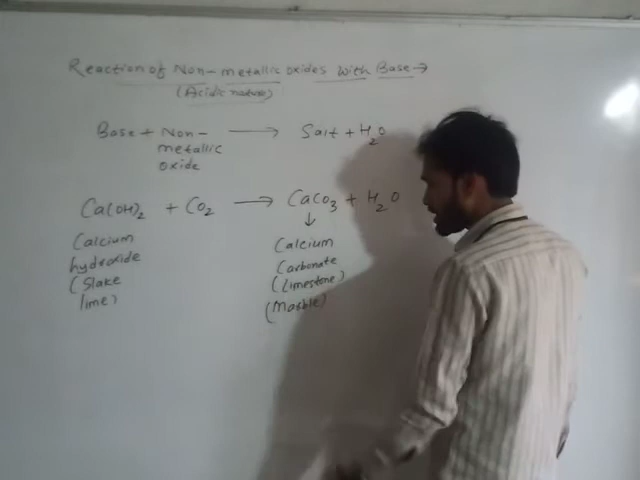 Reaction of Non-metallic oxides with Base→
(Acidic nature)
Base + Non- → Salt + H₂O
metallic
oxide
Ca(OH)₂ + CO₂ → CaCO₃ + H₂O
↓
Calcium Calcium
hydroxide Carbonate
(Slake (limestone)
lime) (Marble)